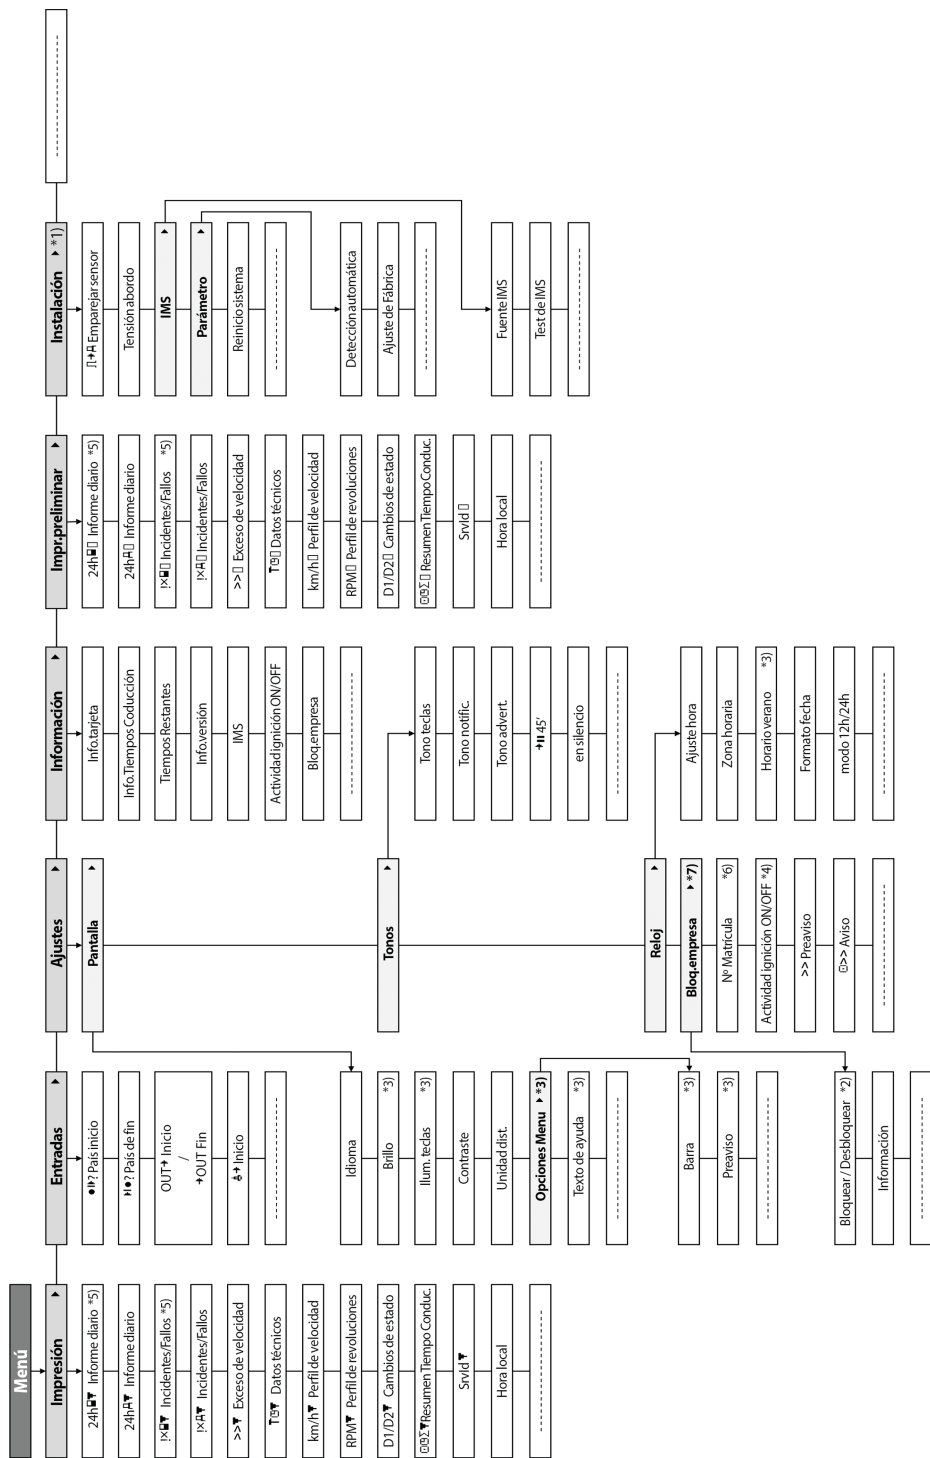 Menú
Impresión ▸
24h Informe diario *5)
24h Informe diario
!× Incidentes/Fallos *5)
!× Incidentes/Fallos
>>▼ Exceso de velocidad
Datos técnicos
km/h▼ Perfil de velocidad
RPM▼ Perfil de revoluciones
D1/D2▼ Cambios de estado
Σ▼Resumen Tiempo Conduc.
Srvld ▼
Hora local
Entradas ▸
? País inicio
? País de fin
OUT Inicio
/
OUT Fin
Inicio
Ajustes ▸
Pantalla ▸
Idioma
Brillo *3)
Ilum. teclas *3)
Contraste
Unidad dist.
Opciones Menu ▸ *3)
Texto de ayuda *3)
Barra *3)
Preaviso *3)
Tonos ▸
Tono teclas
Tono notific.
Tono advert.
45'
en silencio
Reloj ▸
Ajuste hora
Zona horaria
Horario verano *3)
Formato fecha
modo 12h/24h
Bloq.empresa ▸ *7)
Bloquear / Desbloquear *2)
Información
Nº Matrícula *6)
Actividad ignición ON/OFF *4)
>> Preaviso
>> Aviso
Información ▸
Info.tarjeta
Info.Tiempos Coducción
Tiempos Restantes
Info.versión
IMS
Actividad ignición ON/OFF
Bloq.empresa
Impr.preliminar ▸
24h Informe diario *5)
24h Informe diario
!× Incidentes/Fallos *5)
!× Incidentes/Fallos
>> Exceso de velocidad
Datos técnicos
km/h Perfil de velocidad
RPM Perfil de revoluciones
D1/D2 Cambios de estado
Σ Resumen Tiempo Conduc.
Srvld
Hora local
Instalación ▸ *1)
Emparejar sensor
Tensión abordo
IMS ▸
Parámetro ▸
Reinicio sistema
Detección automática
Ajuste de Fábrica
Fuente IMS
Test de IMS